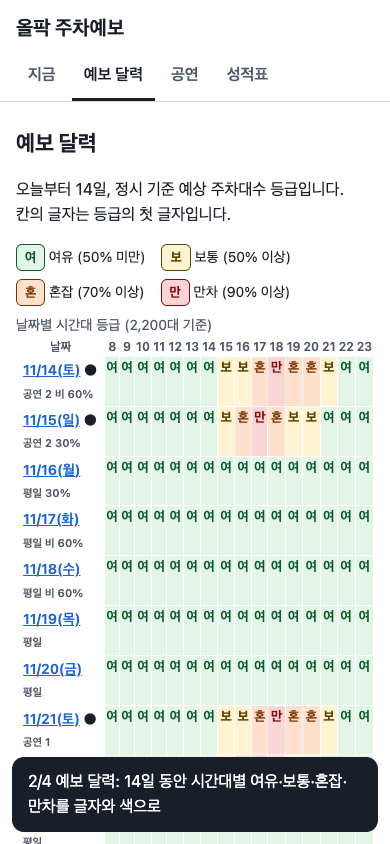 올팍 주차예보
지금 예보 달력 공연 성적표
예보 달력
오늘부터 14일, 정시 기준 예상 주차대수 등급입니다.
칸의 글자는 등급의 첫 글자입니다.
여 여유 (50% 미만) 보 보통 (50% 이상)
혼 혼잡 (70% 이상) 만 만차 (90% 이상)
날짜별 시간대 등급 (2,200대 기준)
날짜 8 9 10 11 12 13 14 15 16 17 18 19 20 21 22 23
11/14(토) ● 여 여 여 여 여 여 여 보 보 혼 만 혼 혼 보 여 여
공연 2 비 60%
11/15(일) ● 여 여 여 여 여 여 여 보 혼 만 혼 보 보 여 여 여
공연 2 30%
11/16(월) 여 여 여 여 여 여 여 여 여 여 여 여 여 여 여 여
평일 30%
11/17(화) 여 여 여 여 여 여 여 여 여 여 여 여 여 여 여 여
평일 비 60%
11/18(수) 여 여 여 여 여 여 여 여 여 여 여 여 여 여 여 여
평일 비 60%
11/19(목) 여 여 여 여 여 여 여 여 여 여 여 여 여 여 여 여
평일
11/20(금) 여 여 여 여 여 여 여 여 여 여 여 여 여 여 여 여
평일
11/21(토) ● 여 여 여 여 여 여 여 보 보 혼 만 혼 혼 보 여 여
공연 1
2/4 예보 달력: 14일 동안 시간대별 여유·보통·혼잡·
만차를 글자와 색으로
평일